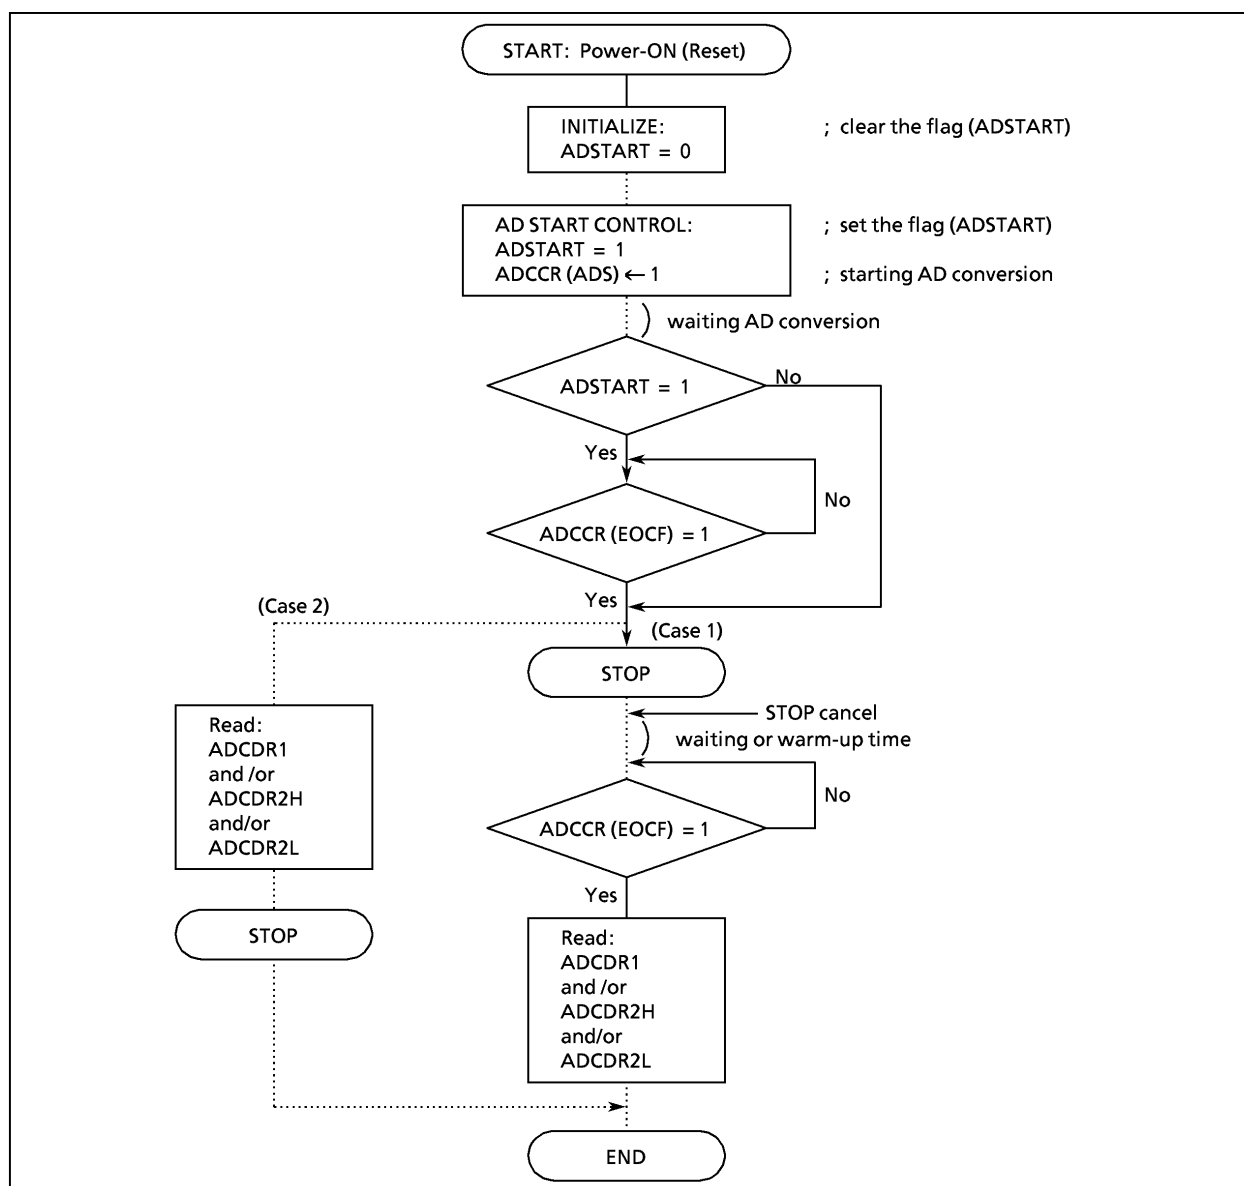 START: Power-ON (Reset)
INITIALIZE:
ADSTART = 0
; clear the flag (ADSTART)
AD START CONTROL:
ADSTART = 1
ADCCR (ADS) ← 1
; set the flag (ADSTART)
; starting AD conversion
waiting AD conversion
ADSTART = 1
No
Yes
No
ADCCR (EOCF) = 1
Yes
(Case 2)
(Case 1)
STOP
STOP cancel
waiting or warm-up time
Read:
ADCDR1
and /or
ADCDR2H
and/or
ADCDR2L
No
ADCCR (EOCF) = 1
Yes
STOP
Read:
ADCDR1
and /or
ADCDR2H
and/or
ADCDR2L
END